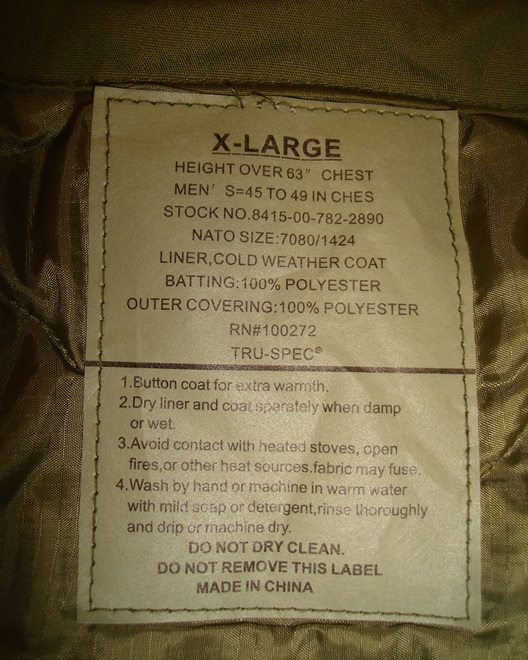 X-LARGE
HEIGHT OVER 63" CHEST
MEN' S=45 TO 49 IN CHES
STOCK NO.8415-00-782-2890
NATO SIZE:7080/1424
LINER,COLD WEATHER COAT
BATTING:100% POLYESTER
OUTER COVERING:100% POLYESTER
RN#100272
TRU-SPEC®
1.Button coat for extra warmth.
2.Dry liner and coat sparately when damp
or wet.
3.Avoid contact with heated stoves, open
fires,or other heat sources.fabric may fuse.
4.Wash by hand or machine in warm water
with mild soap or detergent,rinse thoroughly
and drip or machine dry.
DO NOT DRY CLEAN.
DO NOT REMOVE THIS LABEL
MADE IN CHINA